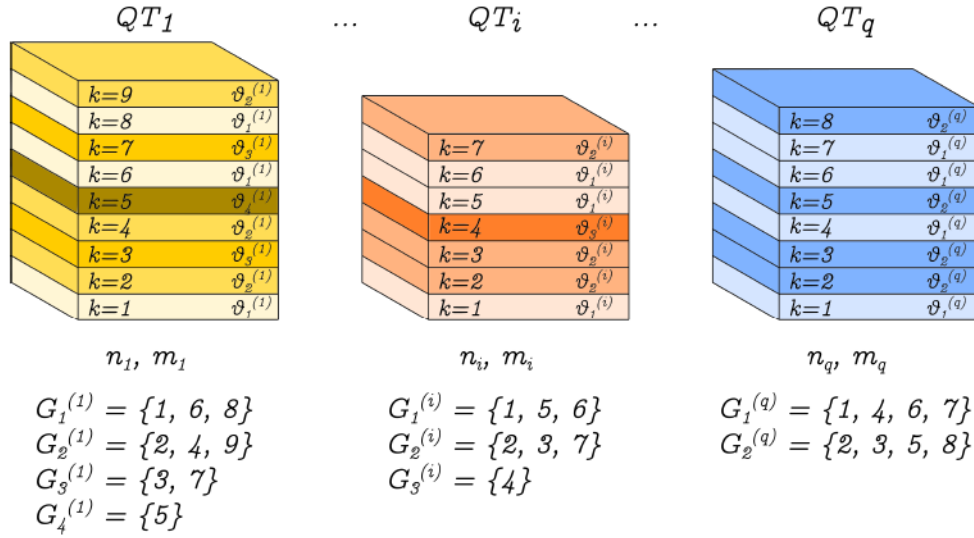 QT₁ ... QTᵢ ... QT_q
k=9 ϑ₂⁽¹⁾
k=8 ϑ₁⁽¹⁾
k=7 ϑ₃⁽¹⁾
k=6 ϑ₁⁽¹⁾
k=5 ϑ₄⁽¹⁾
k=4 ϑ₂⁽¹⁾
k=3 ϑ₃⁽¹⁾
k=2 ϑ₂⁽¹⁾
k=1 ϑ₁⁽¹⁾
k=7 ϑ₂⁽ⁱ⁾
k=6 ϑ₁⁽ⁱ⁾
k=5 ϑ₁⁽ⁱ⁾
k=4 ϑ₃⁽ⁱ⁾
k=3 ϑ₂⁽ⁱ⁾
k=2 ϑ₂⁽ⁱ⁾
k=1 ϑ₁⁽ⁱ⁾
k=8 ϑ₂^(q)
k=7 ϑ₁^(q)
k=6 ϑ₁^(q)
k=5 ϑ₂^(q)
k=4 ϑ₁^(q)
k=3 ϑ₂^(q)
k=2 ϑ₂^(q)
k=1 ϑ₁^(q)
n₁, m₁
G₁⁽¹⁾ = {1, 6, 8}
G₂⁽¹⁾ = {2, 4, 9}
G₃⁽¹⁾ = {3, 7}
G₄⁽¹⁾ = {5}
nᵢ, mᵢ
G₁⁽ⁱ⁾ = {1, 5, 6}
G₂⁽ⁱ⁾ = {2, 3, 7}
G₃⁽ⁱ⁾ = {4}
n_q, m_q
G₁^(q) = {1, 4, 6, 7}
G₂^(q) = {2, 3, 5, 8}